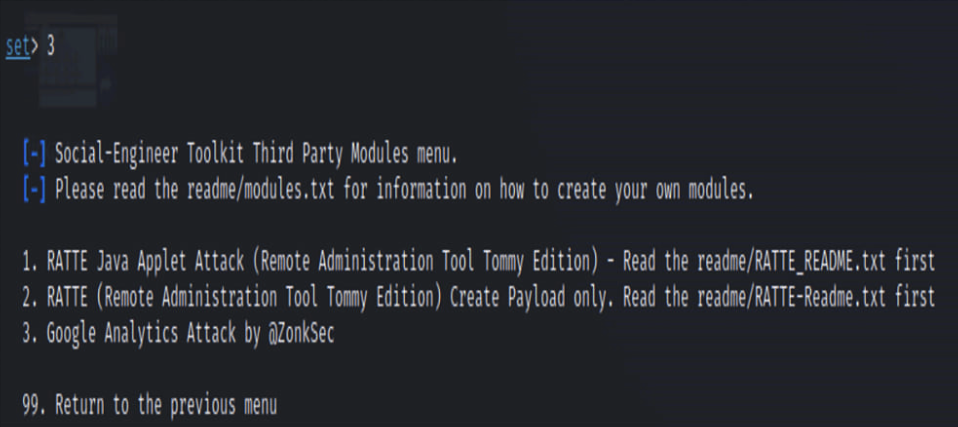 set> 3
[-] Social-Engineer Toolkit Third Party Modules menu.
[-] Please read the readme/modules.txt for information on how to create your own modules.
1. RATTE Java Applet Attack (Remote Administration Tool Tommy Edition) - Read the readme/RATTE_README.txt first
2. RATTE (Remote Administration Tool Tommy Edition) Create Payload only. Read the readme/RATTE-Readme.txt first
3. Google Analytics Attack by @ZonkSec
99. Return to the previous menu